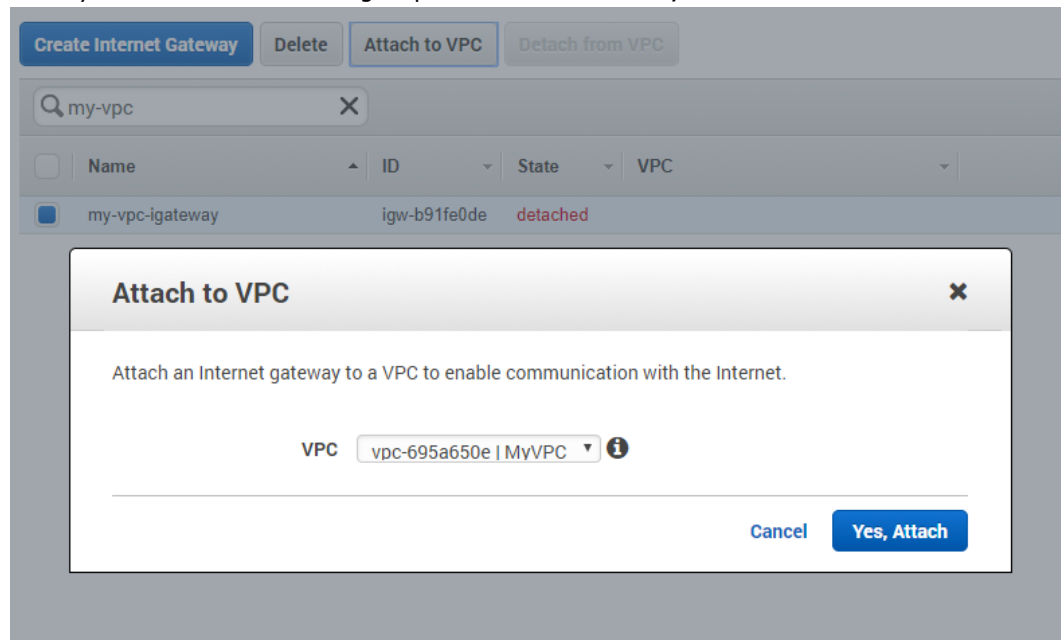 Create Internet Gateway Delete Attach to VPC Detach from VPC
my-vpc
Name ID State VPC
my-vpc-igateway igw-b91fe0de detached
Attach to VPC
Attach an Internet gateway to a VPC to enable communication with the Internet.
VPC vpc-695a650e | MyVPC
Cancel Yes, Attach